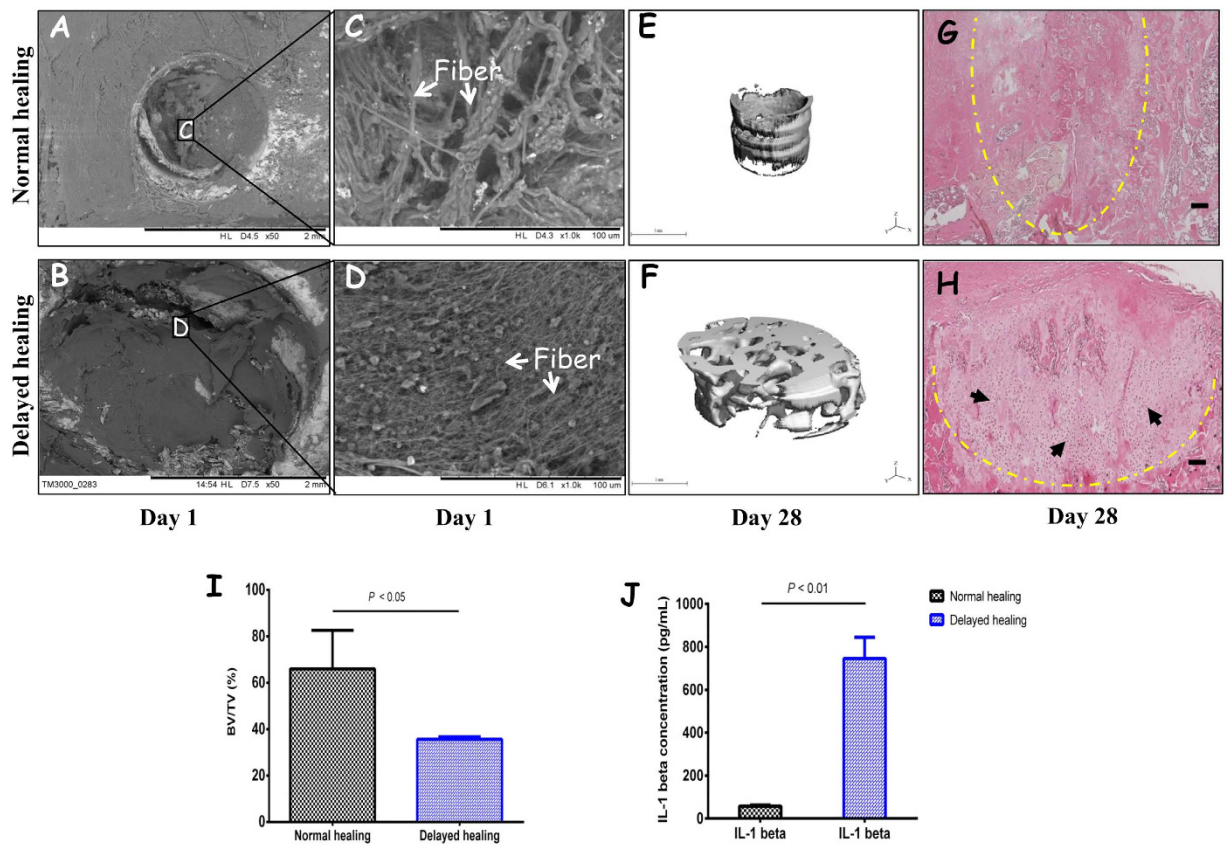 Normal healing
A
C
HL D4.5 x50 2 mm
C
Fiber
HL D4.3 x1.0k 100 um
E
1 mm
Z
Y
X
G
Delayed healing
B
D
TM3000_0283
14:54 HL D7.5 x50 2 mm
D
Fiber
HL D6.1 x1.0k 100 um
F
1 mm
Z
Y
X
H
Day 1
Day 1
Day 28
Day 28
I
P < 0.05
BV/TV (%)
100
80
60
40
20
0
Normal healing
Delayed healing
J
P < 0.01
IL-1 beta concentration (pg/mL)
1000
800
600
400
200
0
IL-1 beta
IL-1 beta
Normal healing
Delayed healing